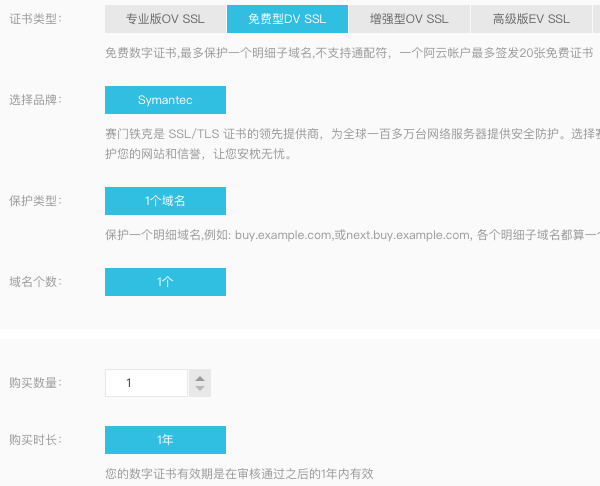 证书类型： 专业版OV SSL 免费型DV SSL 增强型OV SSL 高级版EV SSL
免费数字证书,最多保护一个明细子域名,不支持通配符，一个阿云帐户最多签发20张免费证书
选择品牌： Symantec
赛门铁克是 SSL/TLS 证书的领先提供商，为全球一百多万台网络服务器提供安全防护。选择
护您的网站和信誉，让您安枕无忧。
保护类型： 1个域名
保护一个明细域名,例如: buy.example.com,或next.buy.example.com, 各个明细子域名都算一
域名个数： 1个
购买数量： 1
购买时长： 1年
您的数字证书有效期是在审核通过之后的1年内有效